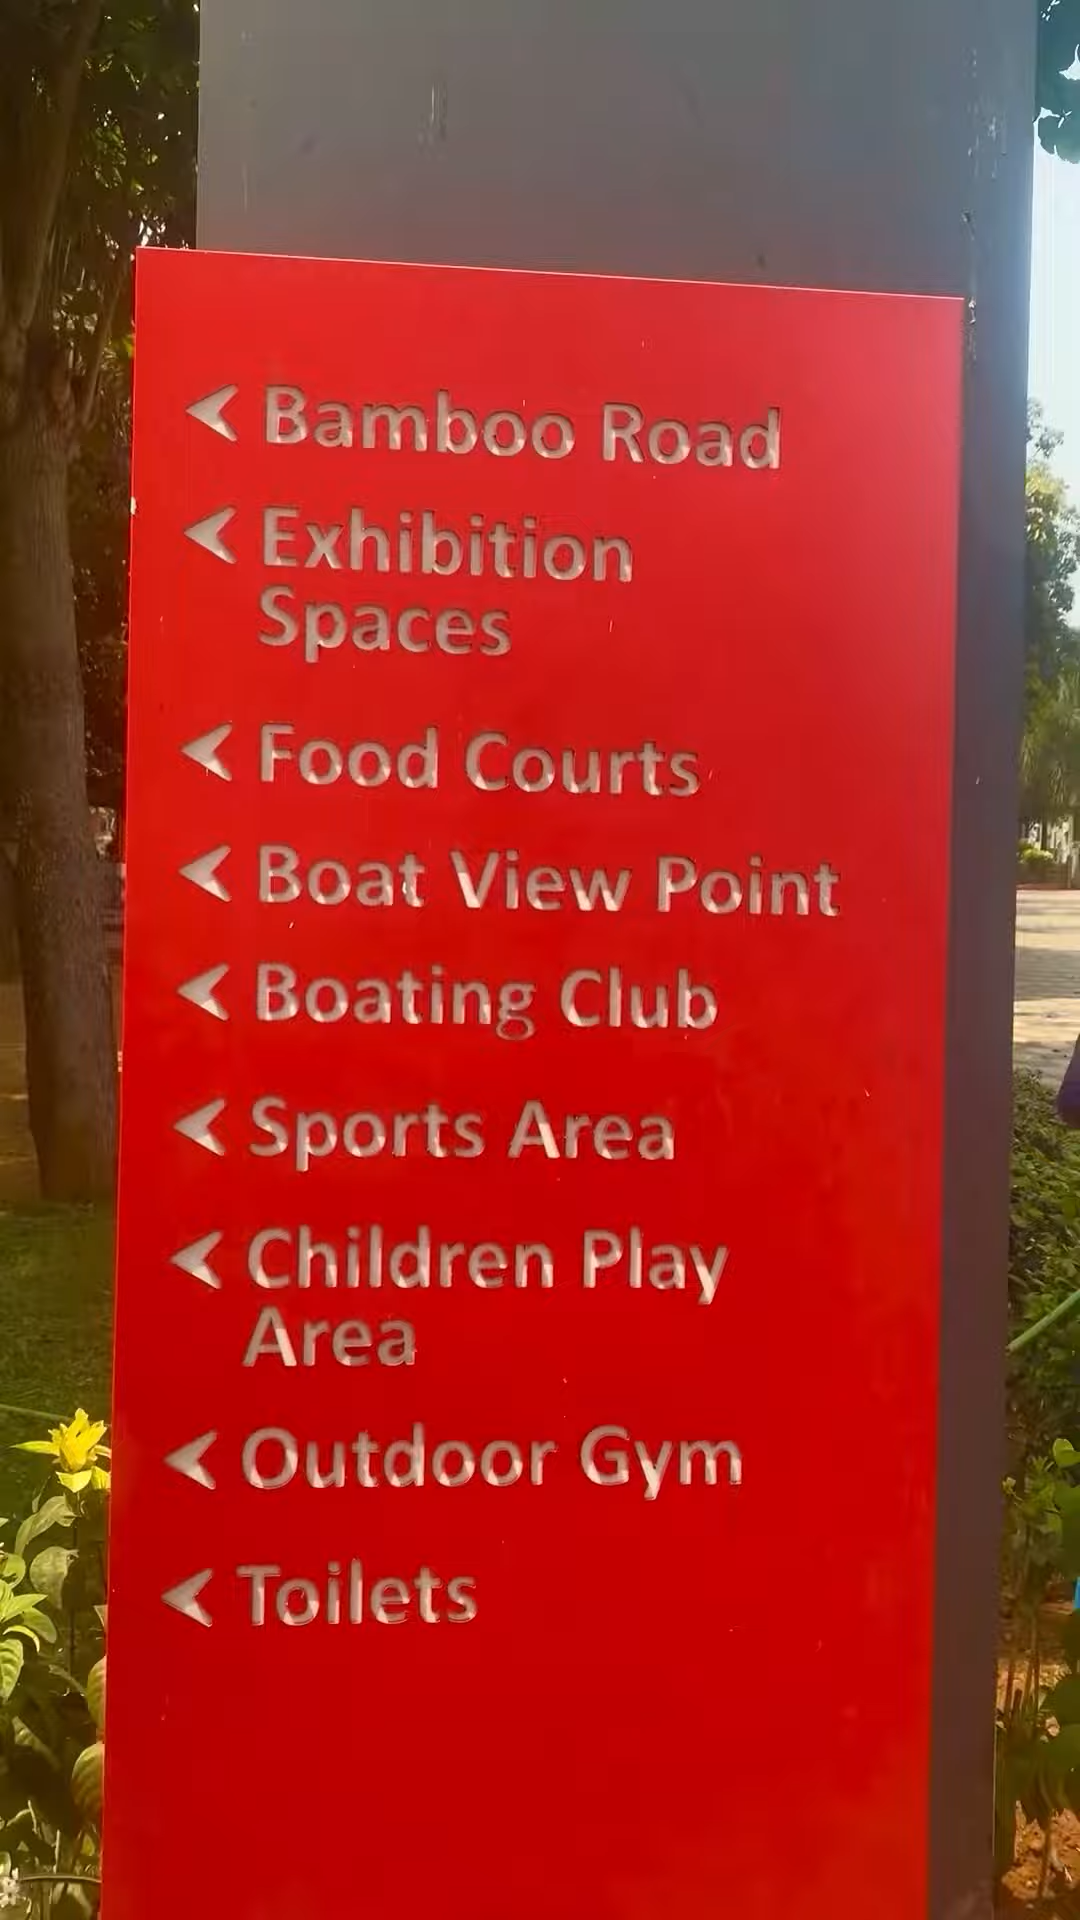 Bamboo Road
Exhibition
Spaces
Food Courts
Boat View Point
Boating Club
Sports Area
Children Play
Area
Outdoor Gym
Toilets